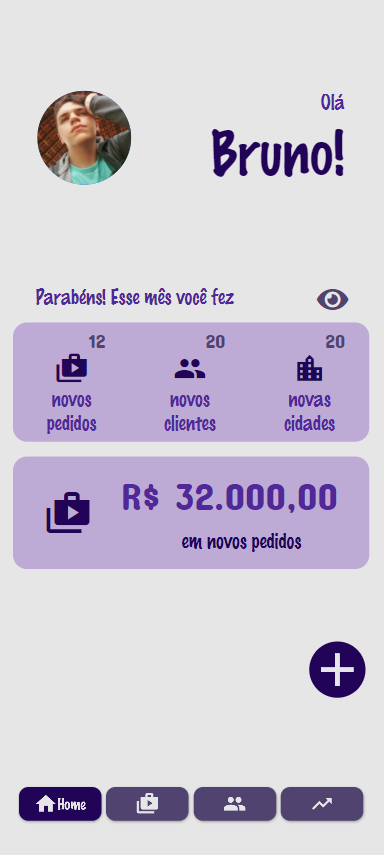 Olá
Bruno!
Parabéns! Esse mês você fez
12
novos
pedidos
20
novos
clientes
20
novas
cidades
R$ 32.000,00
em novos pedidos
Home